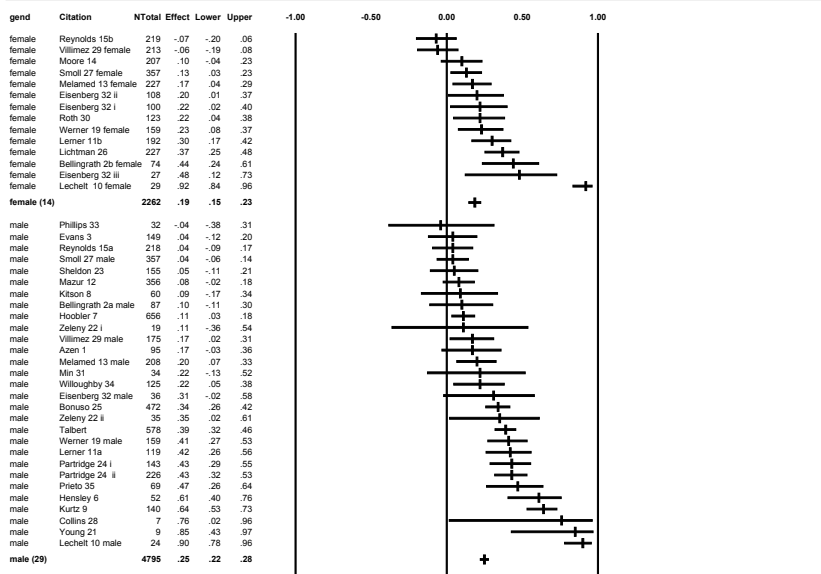 gend Citation NTotal Effect Lower Upper -1.00 -0.50 0.00 0.50 1.00
female Reynolds 15b 219 -.07 -.20 .06
female Villimez 29 female 213 -.06 -.19 .08
female Moore 14 207 .10 -.04 .23
female Smoll 27 female 357 .13 .03 .23
female Melamed 13 female 227 .17 .04 .29
female Eisenberg 32 ii 108 .20 .01 .37
female Eisenberg 32 i 100 .22 .02 .40
female Roth 30 123 .22 .04 .38
female Werner 19 female 159 .23 .08 .37
female Lerner 11b 192 .30 .17 .42
female Lichtman 26 227 .37 .25 .48
female Bellingrath 2b female 74 .44 .24 .61
female Eisenberg 32 iii 27 .48 .12 .73
female Lechelt 10 female 29 .92 .84 .96
female (14) 2262 .19 .15 .23
male Phillips 33 32 -.04 -.38 .31
male Evans 3 149 .04 -.12 .20
male Reynolds 15a 218 .04 -.09 .17
male Smoll 27 male 357 .04 -.06 .14
male Sheldon 23 155 .05 -.11 .21
male Mazur 12 356 .08 -.02 .18
male Kitson 8 60 .09 -.17 .34
male Bellingrath 2a male 87 .10 -.11 .30
male Hoobler 7 656 .11 .03 .18
male Zeleny 22 i 19 .11 -.36 .54
male Villimez 29 male 175 .17 .02 .31
male Azen 1 95 .17 -.03 .36
male Melamed 13 male 208 .20 .07 .33
male Min 31 34 .22 -.13 .52
male Willoughby 34 125 .22 .05 .38
male Eisenberg 32 male 36 .31 -.02 .58
male Bonuso 25 472 .34 .26 .42
male Zeleny 22 ii 35 .35 .02 .61
male Talbert 578 .39 .32 .46
male Werner 19 male 159 .41 .27 .53
male Lerner 11a 119 .42 .26 .56
male Partridge 24 i 143 .43 .29 .55
male Partridge 24 ii 226 .43 .32 .53
male Prieto 35 69 .47 .26 .64
male Hensley 6 52 .61 .40 .76
male Kurtz 9 140 .64 .53 .73
male Collins 28 7 .76 .02 .96
male Young 21 9 .85 .43 .97
male Lechelt 10 male 24 .90 .78 .96
male (29) 4795 .25 .22 .28